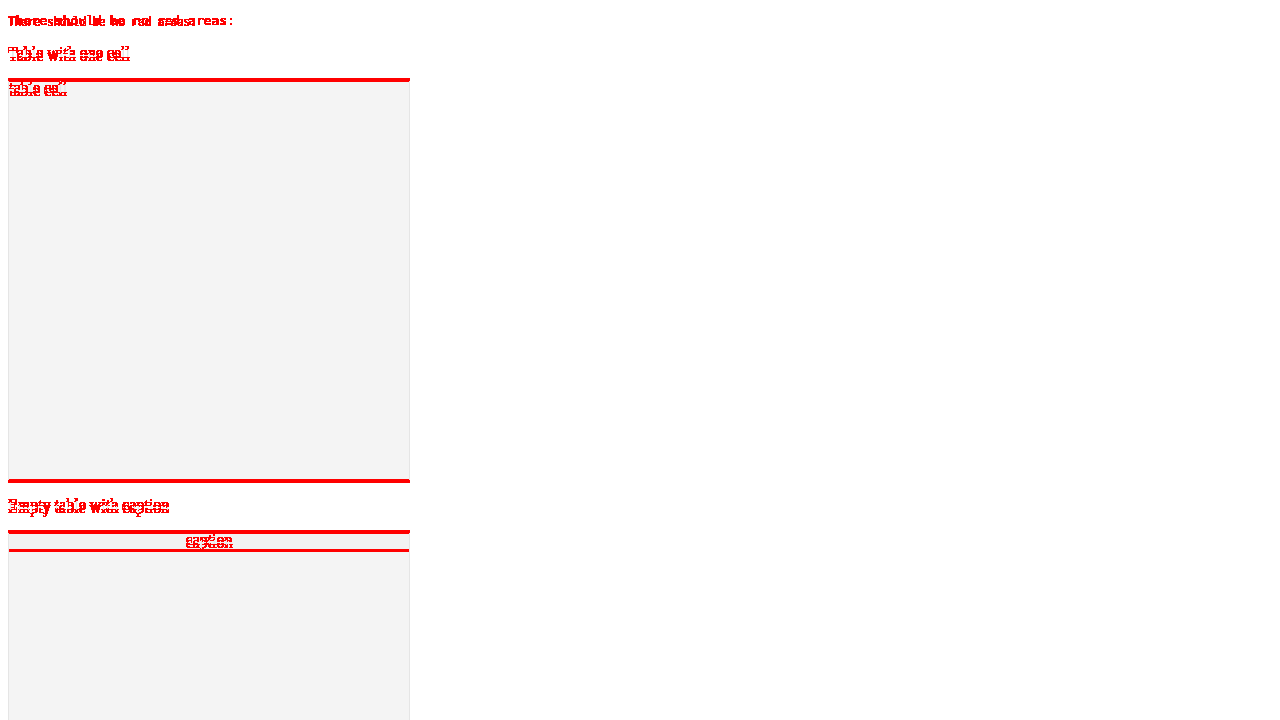 There should be no red areas:
Table with one cell
table cell
Empty table with caption
caption